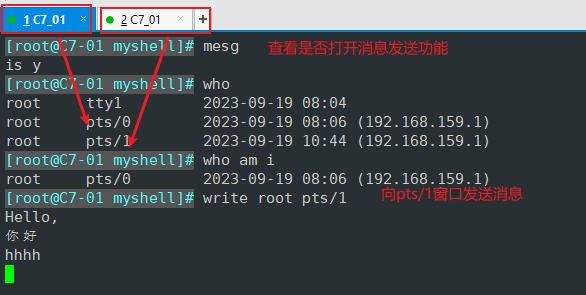 1 C7_01 × 2 C7_01 × +
[root@C7-01 myshell]# mesg 查看是否打开消息发送功能
is y
[root@C7-01 myshell]# who
root tty1 2023-09-19 08:04
root pts/0 2023-09-19 08:06 (192.168.159.1)
root pts/1 2023-09-19 10:44 (192.168.159.1)
[root@C7-01 myshell]# who am i
root pts/0 2023-09-19 08:06 (192.168.159.1)
[root@C7-01 myshell]# write root pts/1 向pts/1窗口发送消息
Hello,
你好
hhhh